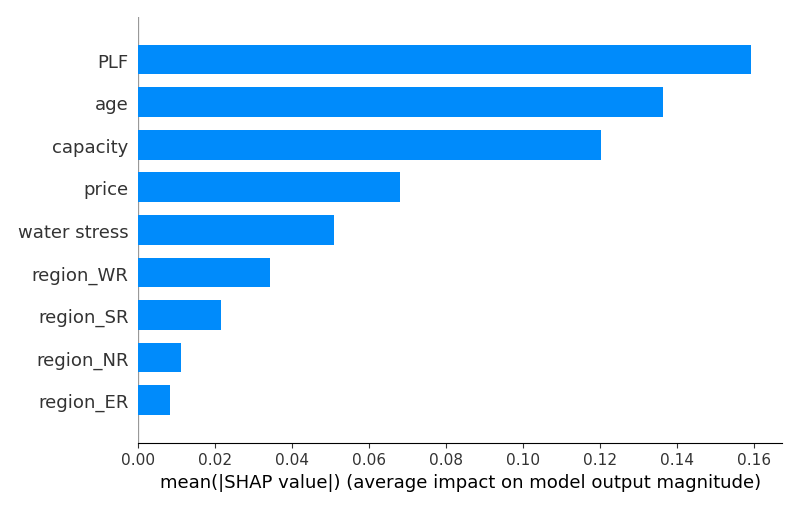 PLF
age
capacity
price
water stress
region_WR
region_SR
region_NR
region_ER
0.00 0.02 0.04 0.06 0.08 0.10 0.12 0.14 0.16
mean(|SHAP value|) (average impact on model output magnitude)